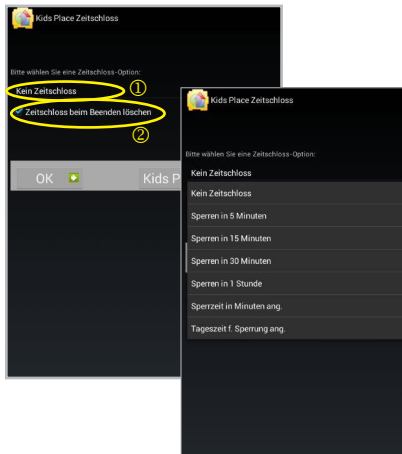 Kids Place Zeitschloss
Bitte wählen Sie eine Zeitschloss-Option:
Kein Zeitschloss
①
Zeitschloss beim Beenden löschen
②
OK
Kids P
Kids Place Zeitschloss
Bitte wählen Sie eine Zeitschloss-Option:
Kein Zeitschloss
Kein Zeitschloss
Sperren in 5 Minuten
Sperren in 15 Minuten
Sperren in 30 Minuten
Sperren in 1 Stunde
Sperrzeit in Minuten ang.
Tageszeit f. Sperrung ang.